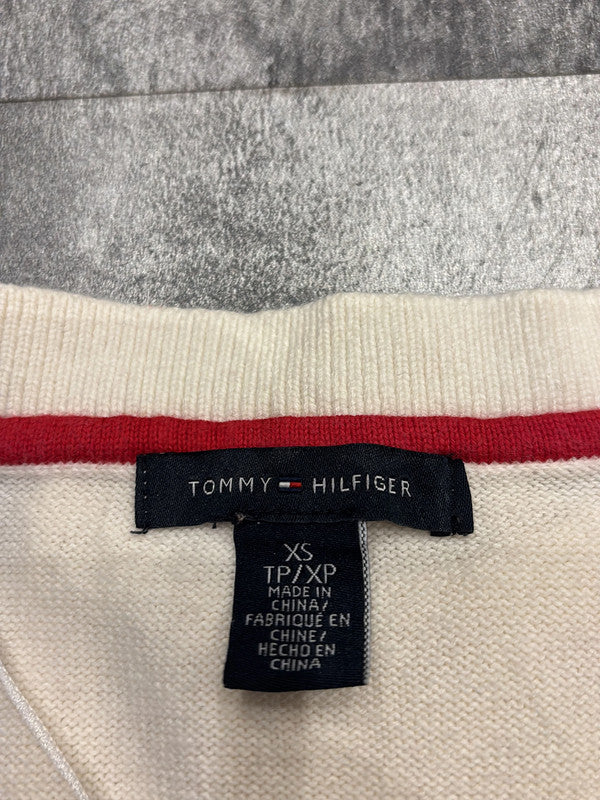 TOMMY HILFIGER
XS
TP/XP
MADE IN
CHINA/
FABRIQUÉ EN
CHINE/
HECHO EN
CHINA